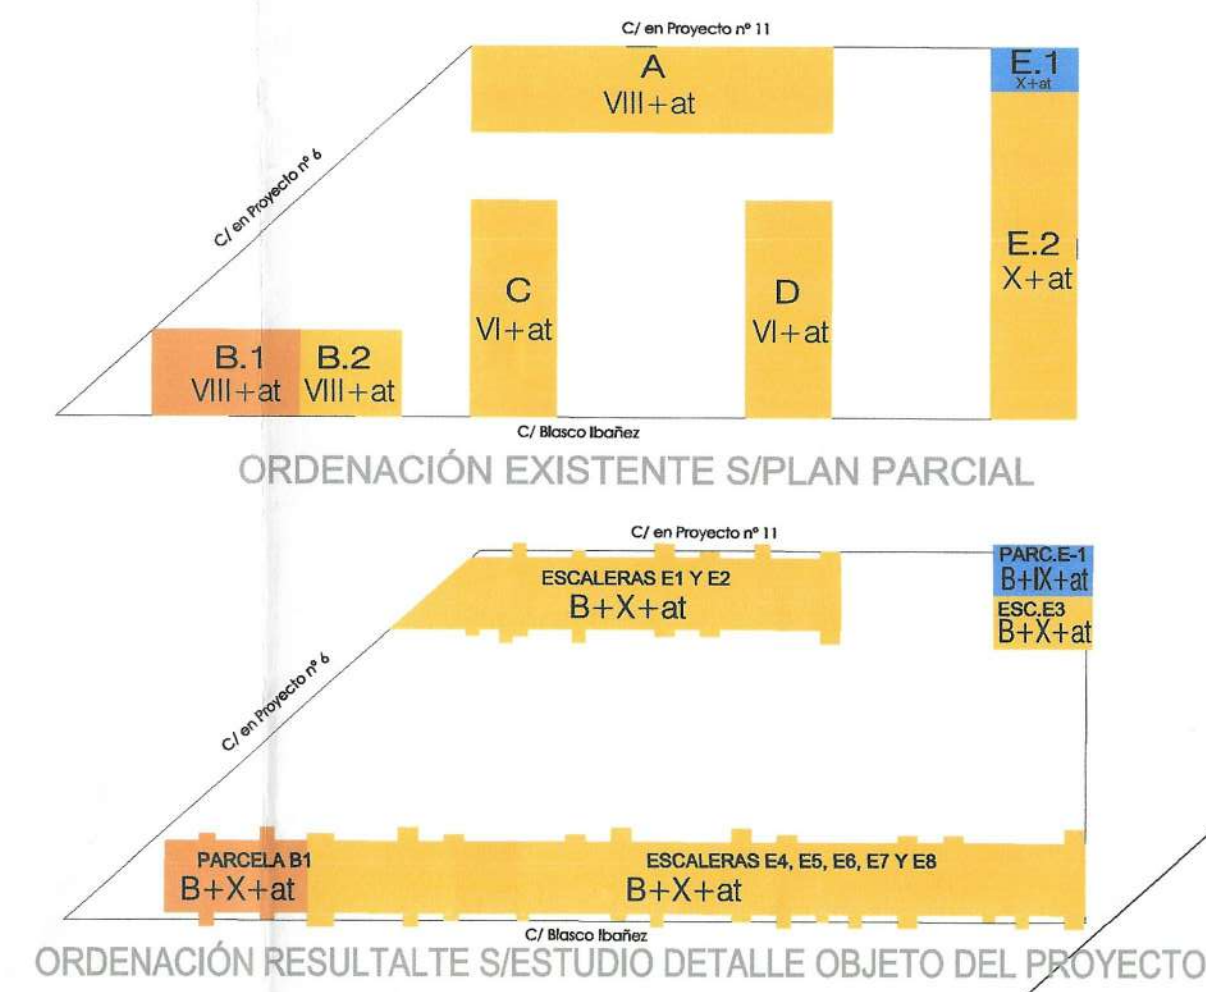 C/ en Proyecto nº 11
A
VIII+at
E.1
X+at
C/ en Proyecto nº 6
E.2
X+at
C
VI+at
D
VI+at
B.1
VIII+at
B.2
VIII+at
C/ Blasco Ibañez
ORDENACIÓN EXISTENTE S/PLAN PARCIAL
C/ en Proyecto nº 11
ESCALERAS E1 Y E2
B+X+at
PARC.E-1
B+IX+at
ESC.E3
B+X+at
C/ en Proyecto nº 6
PARCELA B1
B+X+at
ESCALERAS E4, E5, E6, E7 Y E8
B+X+at
C/ Blasco Ibañez
ORDENACIÓN RESULTALTE S/ESTUDIO DETALLE OBJETO DEL PROYECTO